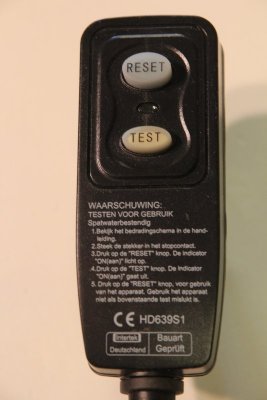 RESET
TEST
WAARSCHUWING:
TESTEN VOOR GEBRUIK
Spatwaterbestendig
1.Bekijk het bedradingschema in de hand-
leiding.
2.Steek de stekker in het stopcontact.
3.Druk op de "RESET" knop. De indicator
"ON(aan)" licht op.
4.Druk op de "TEST" knop. De indicator
"ON(aan)" gaat uit.
5. Druk op de "RESET" knop, voor gebruik
van het apparaat. Gebruik het apparaat
niet als bovenstaande test mislukt is.
CE HD639S1
Intertek Bauart
Deutschland Geprüft